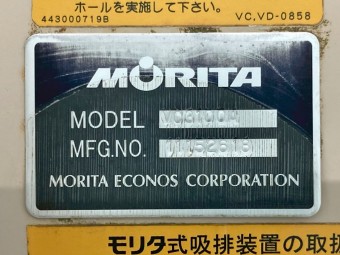 ホールを実施して下さい。
443000719B
VC,VD-0858
MORITA
MODEL
MFG.NO.
MORITA ECONOS CORPORATION
モリタ式吸排装置の取扱